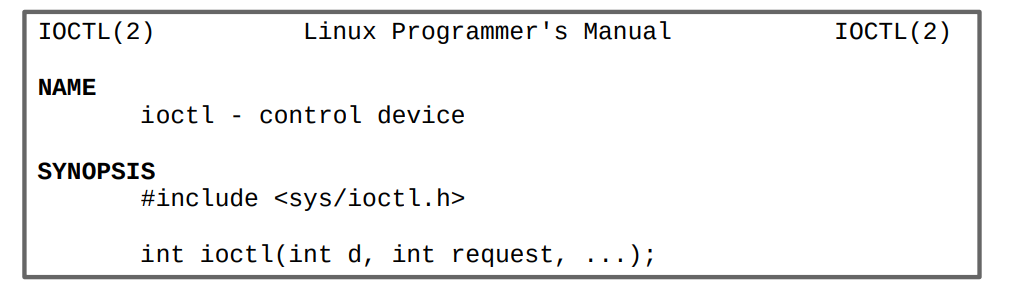 IOCTL(2) Linux Programmer's Manual IOCTL(2)
NAME
ioctl - control device
SYNOPSIS
#include <sys/ioctl.h>
int ioctl(int d, int request, ...);